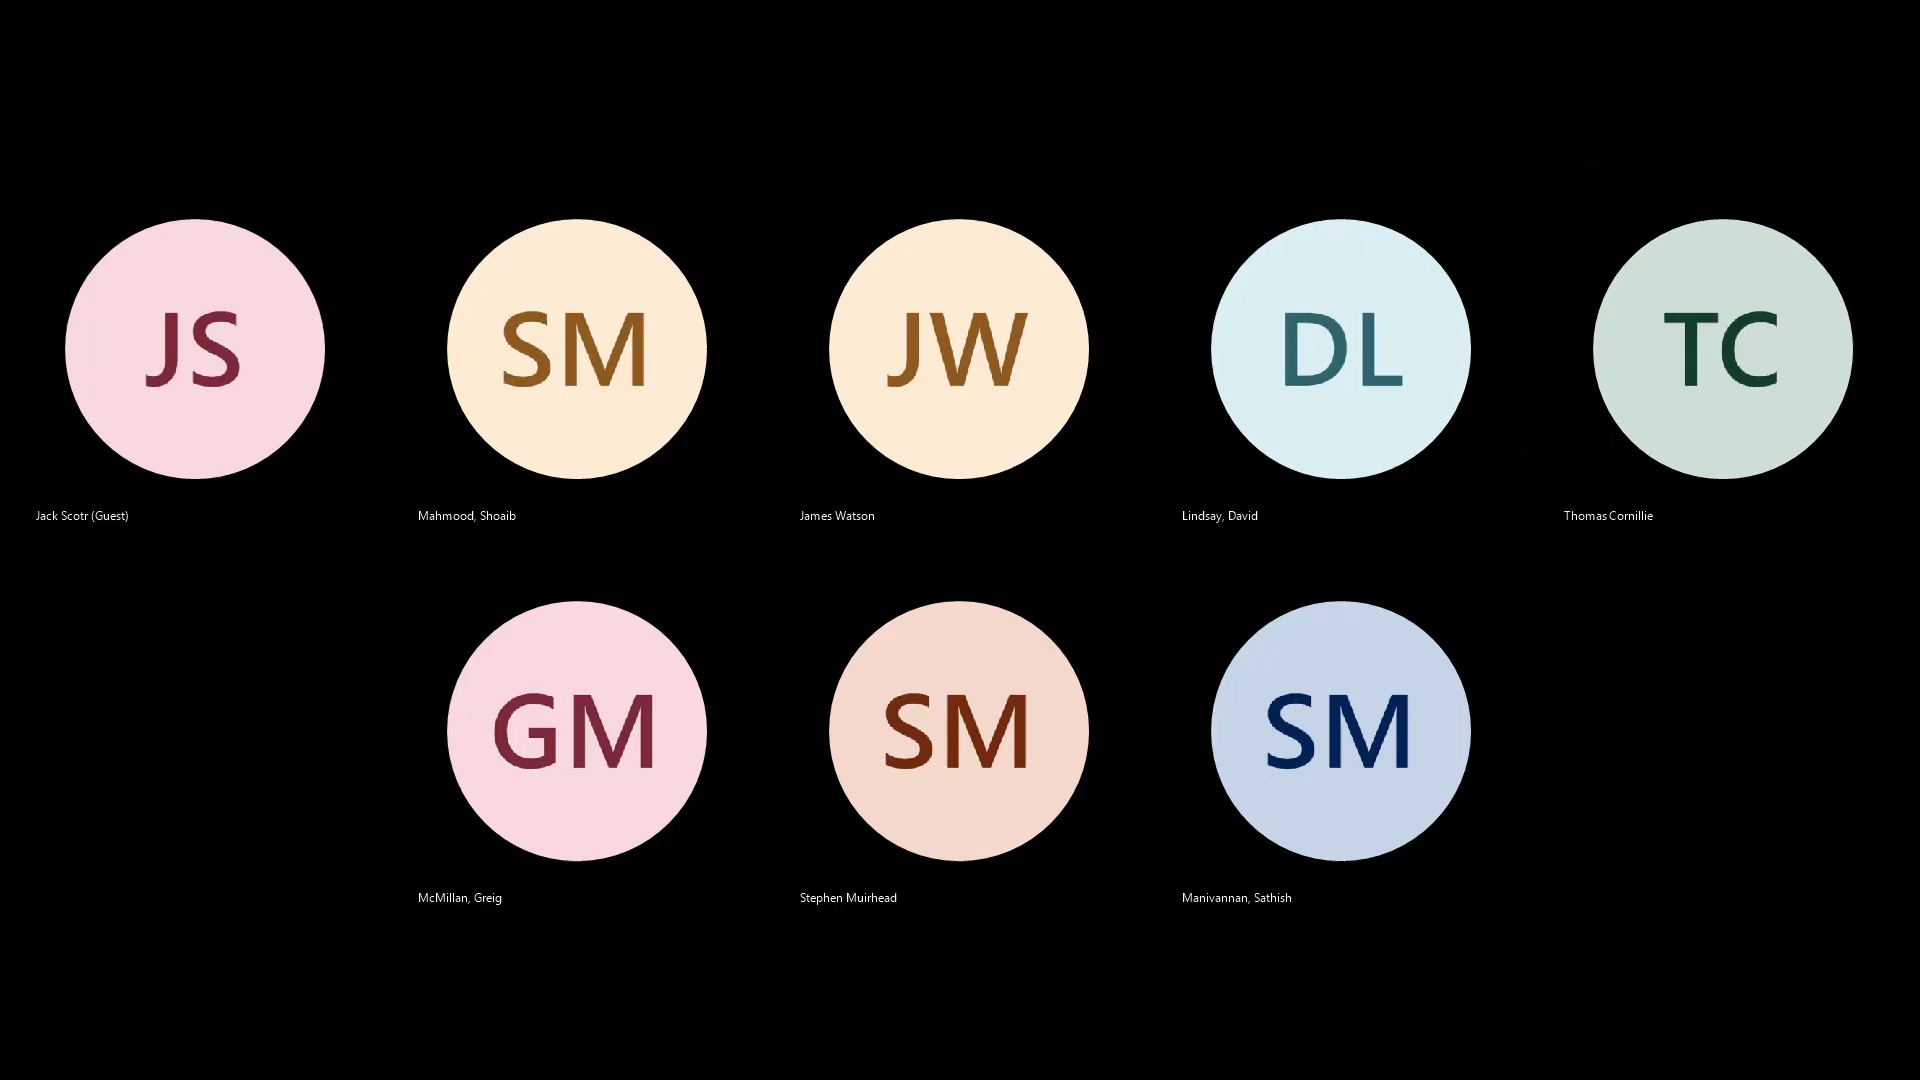 JS
SM
JW
DL
TC
Jack Scotr (Guest)
Mahmood, Shoaib
James Watson
Lindsay, David
Thomas Cornillie
GM
SM
SM
McMillan, Greig
Stephen Muirhead
Manivannan, Sathish